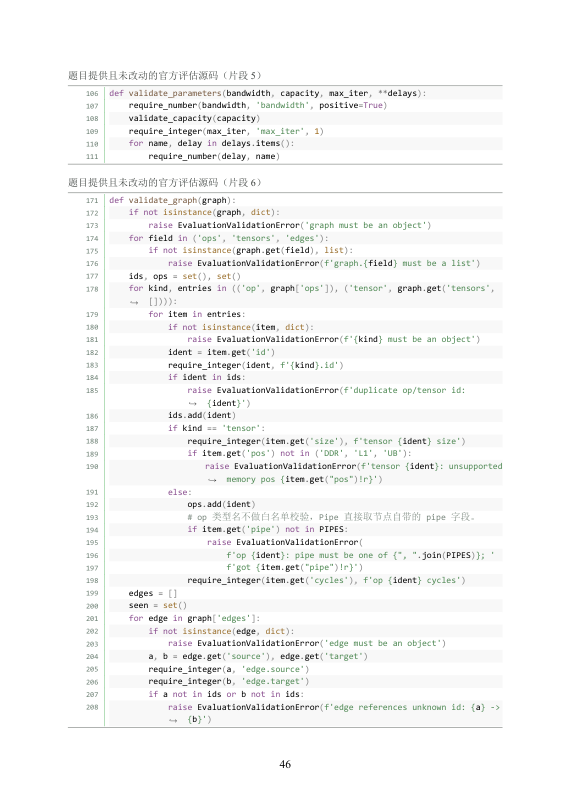 题目提供且未改动的官方评估源码（片段 5）
106 def validate_parameters(bandwidth, capacity, max_iter, **delays):
107     require_number(bandwidth, 'bandwidth', positive=True)
108     validate_capacity(capacity)
109     require_integer(max_iter, 'max_iter', 1)
110     for name, delay in delays.items():
111         require_number(delay, name)
题目提供且未改动的官方评估源码（片段 6）
171 def validate_graph(graph):
172     if not isinstance(graph, dict):
173         raise EvaluationValidationError('graph must be an object')
174     for field in ('ops', 'tensors', 'edges'):
175         if not isinstance(graph.get(field), list):
176             raise EvaluationValidationError(f'graph.{field} must be a list')
177     ids, ops = set(), set()
178     for kind, entries in (('op', graph['ops']), ('tensor', graph.get('tensors',
↪ []))):
179         for item in entries:
180             if not isinstance(item, dict):
181                 raise EvaluationValidationError(f'{kind} must be an object')
182             ident = item.get('id')
183             require_integer(ident, f'{kind}.id')
184             if ident in ids:
185                 raise EvaluationValidationError(f'duplicate op/tensor id:
↪ {ident}')
186             ids.add(ident)
187             if kind == 'tensor':
188                 require_integer(item.get('size'), f'tensor {ident} size')
189                 if item.get('pos') not in ('DDR', 'L1', 'UB'):
190                     raise EvaluationValidationError(f'tensor {ident}: unsupported
↪ memory pos {item.get("pos")!r}')
191             else:
192                 ops.add(ident)
193                 # op 类型名不做白名单校验，Pipe 直接取节点自带的 pipe 字段。
194                 if item.get('pipe') not in PIPES:
195                     raise EvaluationValidationError(
196                         f'op {ident}: pipe must be one of {", ".join(PIPES)}; '
197                         f'got {item.get("pipe")!r}')
198                 require_integer(item.get('cycles'), f'op {ident} cycles')
199     edges = []
200     seen = set()
201     for edge in graph['edges']:
202         if not isinstance(edge, dict):
203             raise EvaluationValidationError('edge must be an object')
204         a, b = edge.get('source'), edge.get('target')
205         require_integer(a, 'edge.source')
206         require_integer(b, 'edge.target')
207         if a not in ids or b not in ids:
208             raise EvaluationValidationError(f'edge references unknown id: {a} ->
↪ {b}')
46